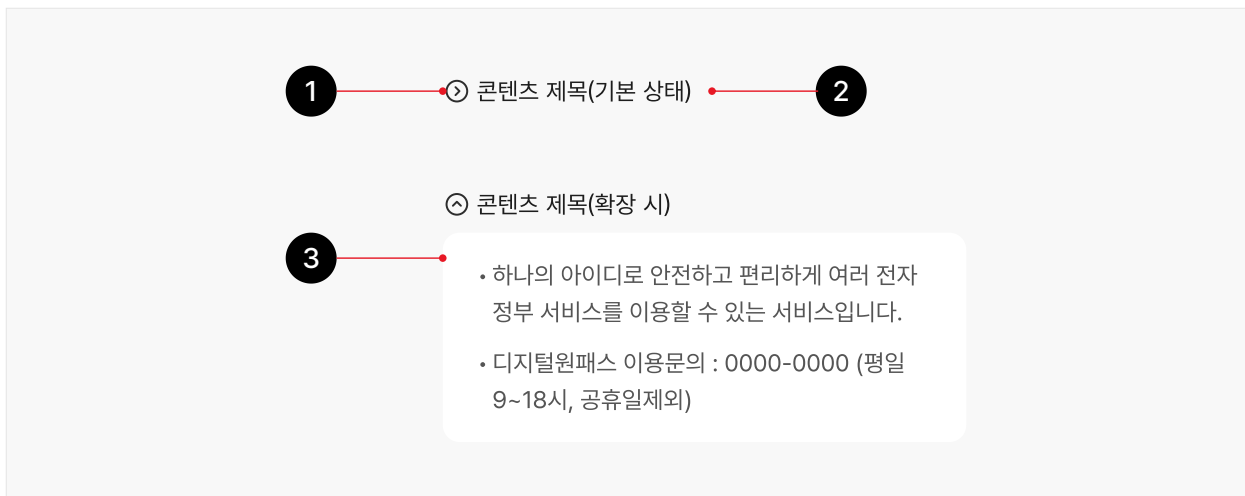 1
콘텐츠 제목(기본 상태)
2
콘텐츠 제목(확장 시)
3
• 하나의 아이디로 안전하고 편리하게 여러 전자
정부 서비스를 이용할 수 있는 서비스입니다.
• 디지털원패스 이용문의 : 0000-0000 (평일
9~18시, 공휴일제외)